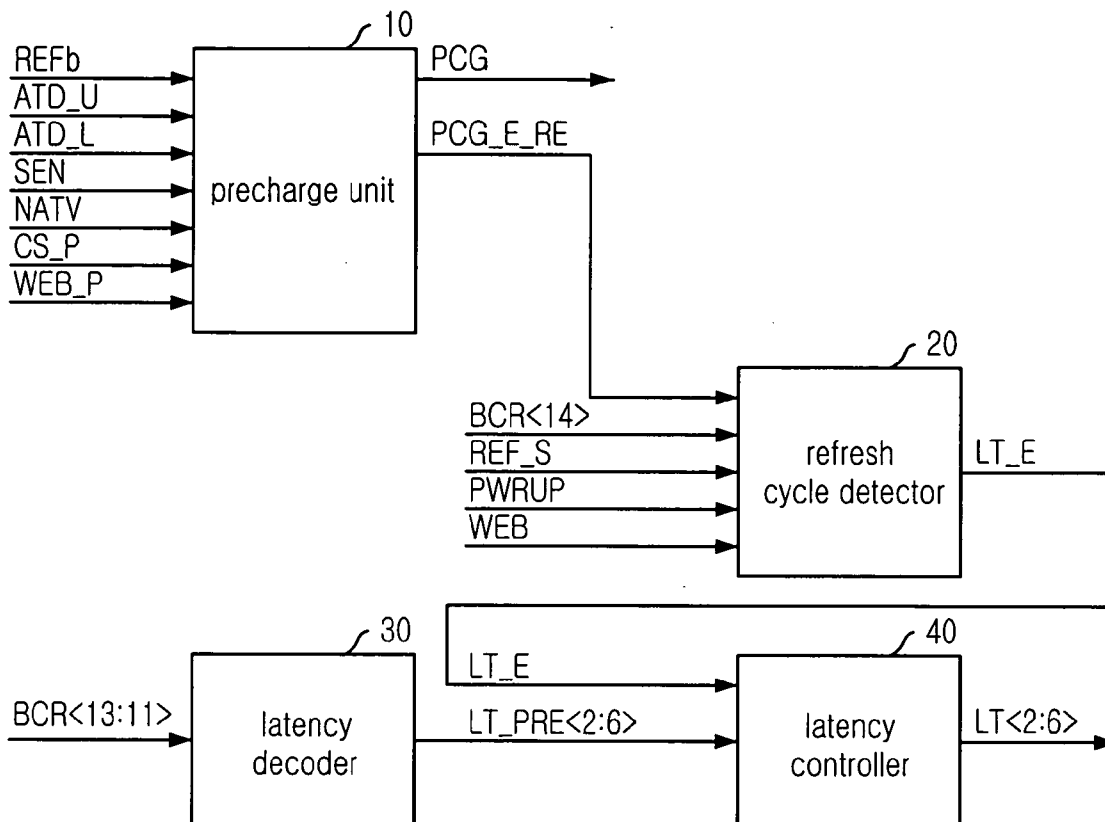 10
REFb
ATD_U
ATD_L
SEN
NATV
CS_P
WEB_P
precharge unit
PCG
PCG_E_RE
20
BCR<14>
REF_S
PWRUP
WEB
refresh
cycle detector
LT_E
30
BCR<13:11>
latency
decoder
LT_E
LT_PRE<2:6>
40
latency
controller
LT<2:6>